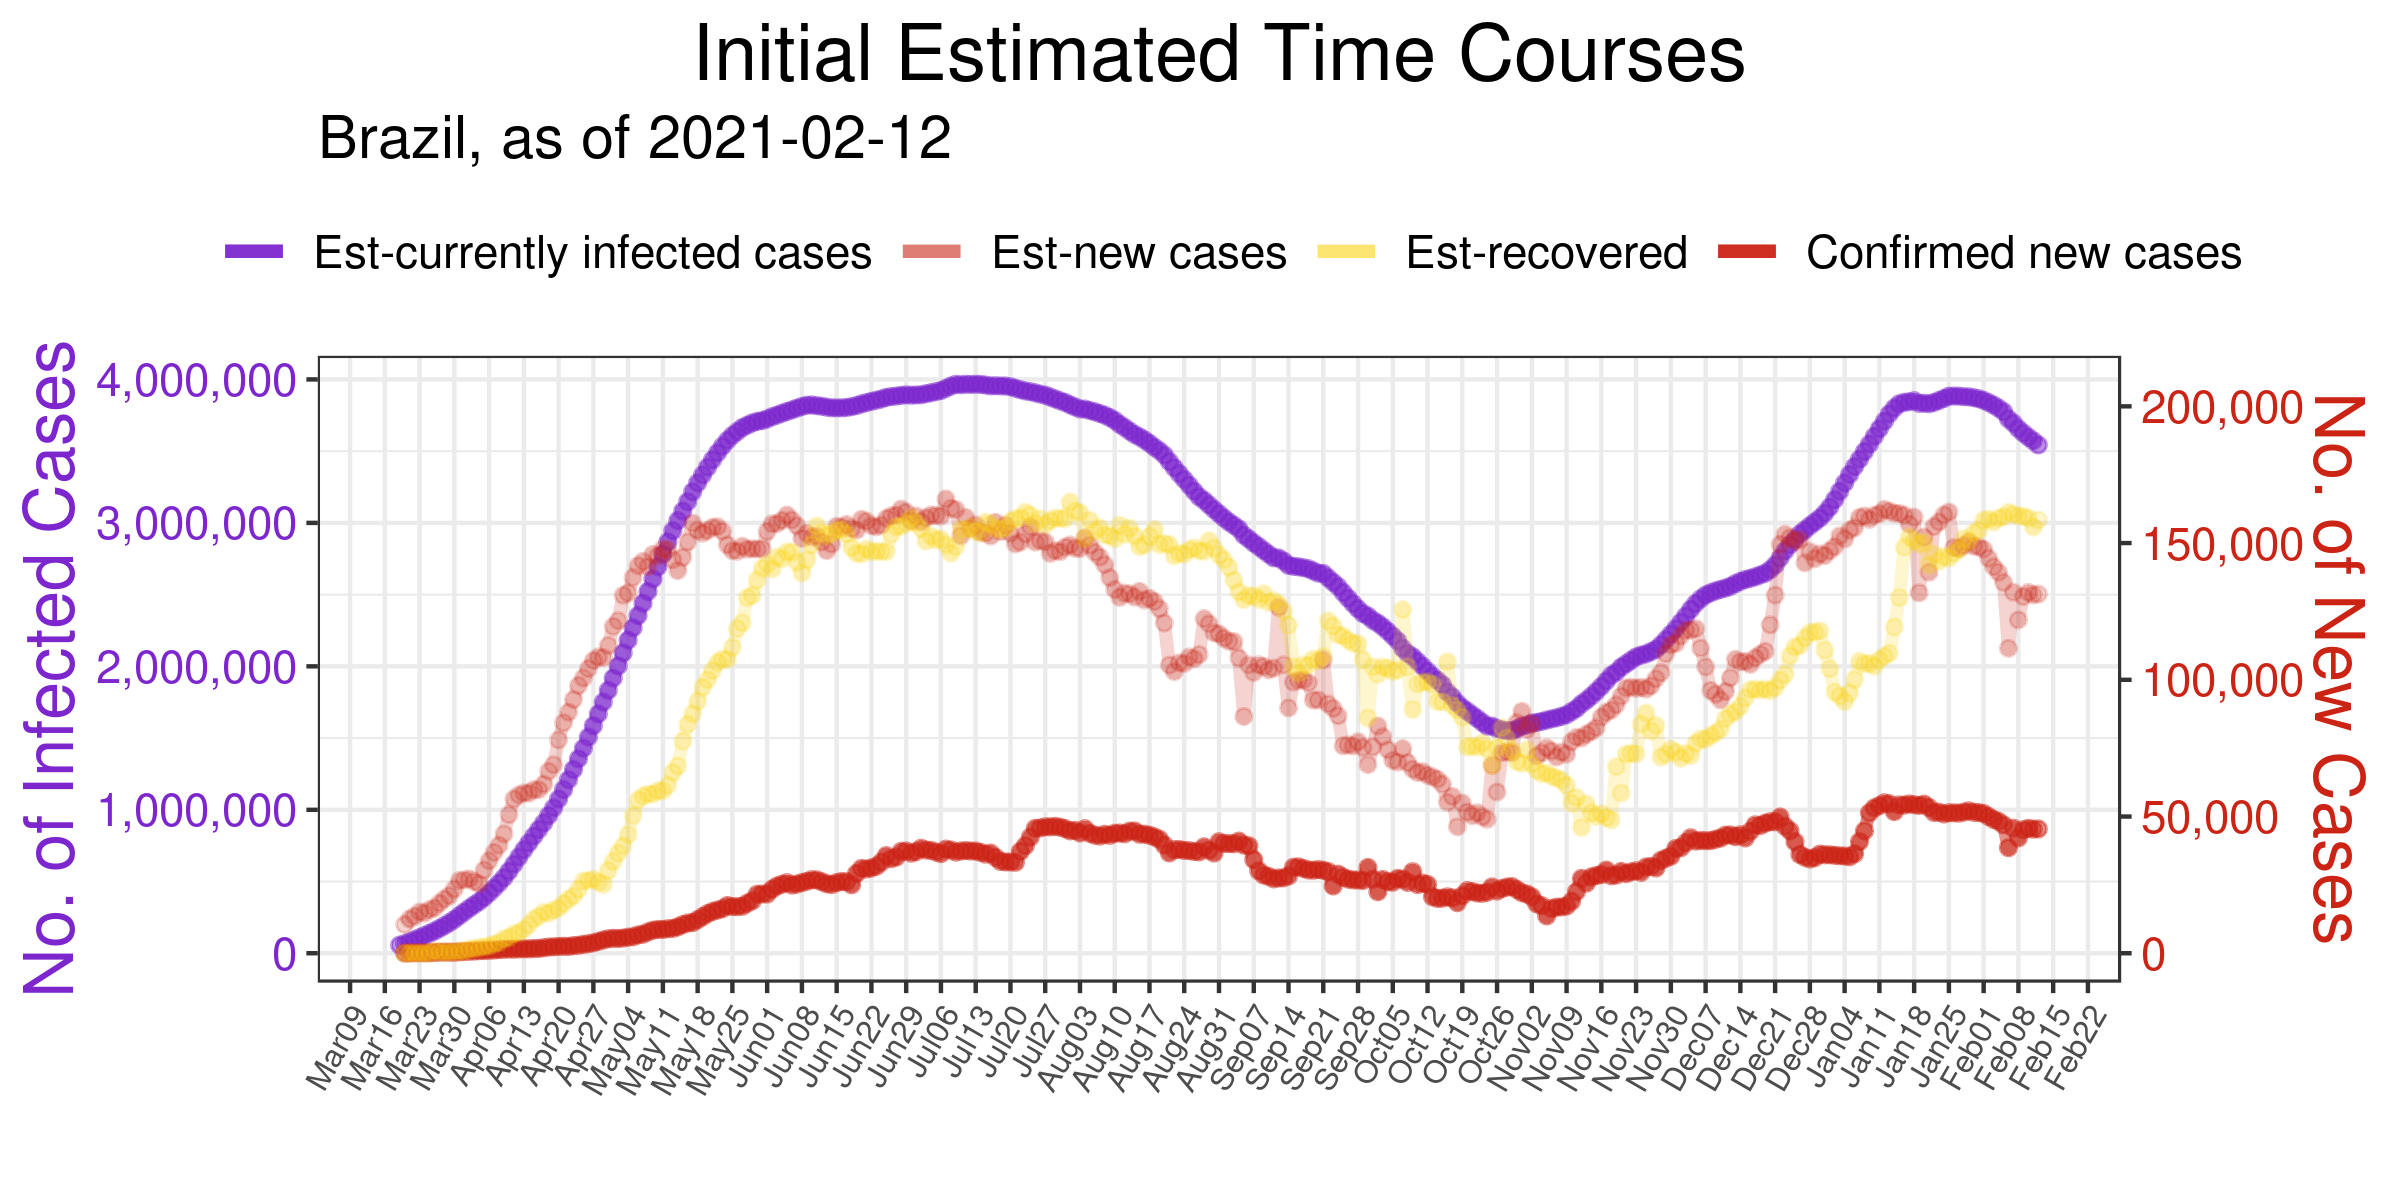 Initial Estimated Time Courses
Brazil, as of 2021-02-12
Est-currently infected cases Est-new cases Est-recovered Confirmed new cases
No. of Infected Cases
4,000,000
3,000,000
2,000,000
1,000,000
0
200,000
150,000
100,000
50,000
0
No. of New Cases
Mar09 Mar16 Mar23 Mar30 Apr06 Apr13 Apr20 Apr27 May04 May11 May18 May25 Jun01 Jun08 Jun15 Jun22 Jun29 Jul06 Jul13 Jul20 Jul27 Aug03 Aug10 Aug17 Aug24 Aug31 Sep07 Sep14 Sep21 Sep28 Oct05 Oct12 Oct19 Oct26 Nov02 Nov09 Nov16 Nov23 Nov30 Dec07 Dec14 Dec21 Dec28 Jan04 Jan11 Jan18 Jan25 Feb01 Feb08 Feb15 Feb22